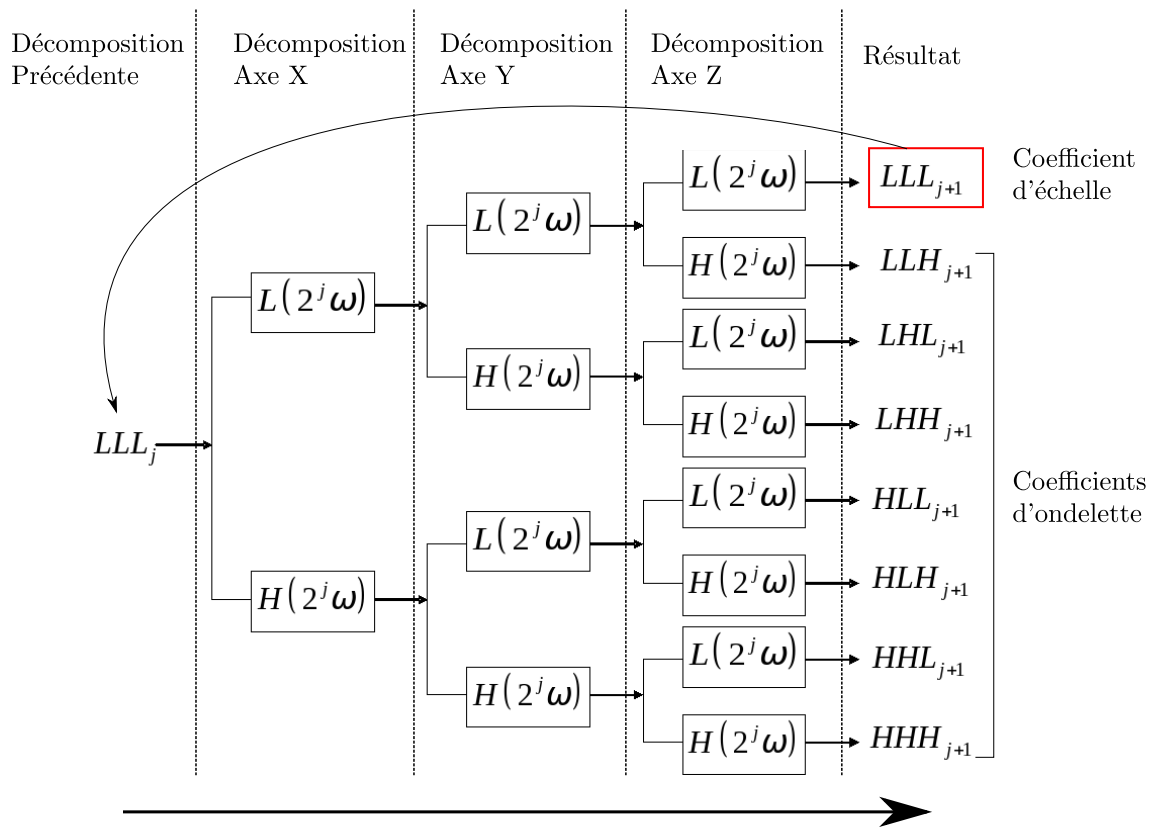 Décomposition
Précédente
Décomposition
Axe X
Décomposition
Axe Y
Décomposition
Axe Z
Résultat
LLL_j
L(2^j ω)
H(2^j ω)
L(2^j ω)
H(2^j ω)
L(2^j ω)
H(2^j ω)
L(2^j ω)
H(2^j ω)
L(2^j ω)
H(2^j ω)
L(2^j ω)
H(2^j ω)
L(2^j ω)
H(2^j ω)
LLL_{j+1}
LLH_{j+1}
LHL_{j+1}
LHH_{j+1}
HLL_{j+1}
HLH_{j+1}
HHL_{j+1}
HHH_{j+1}
Coefficient
d'échelle
Coefficients
d'ondelette